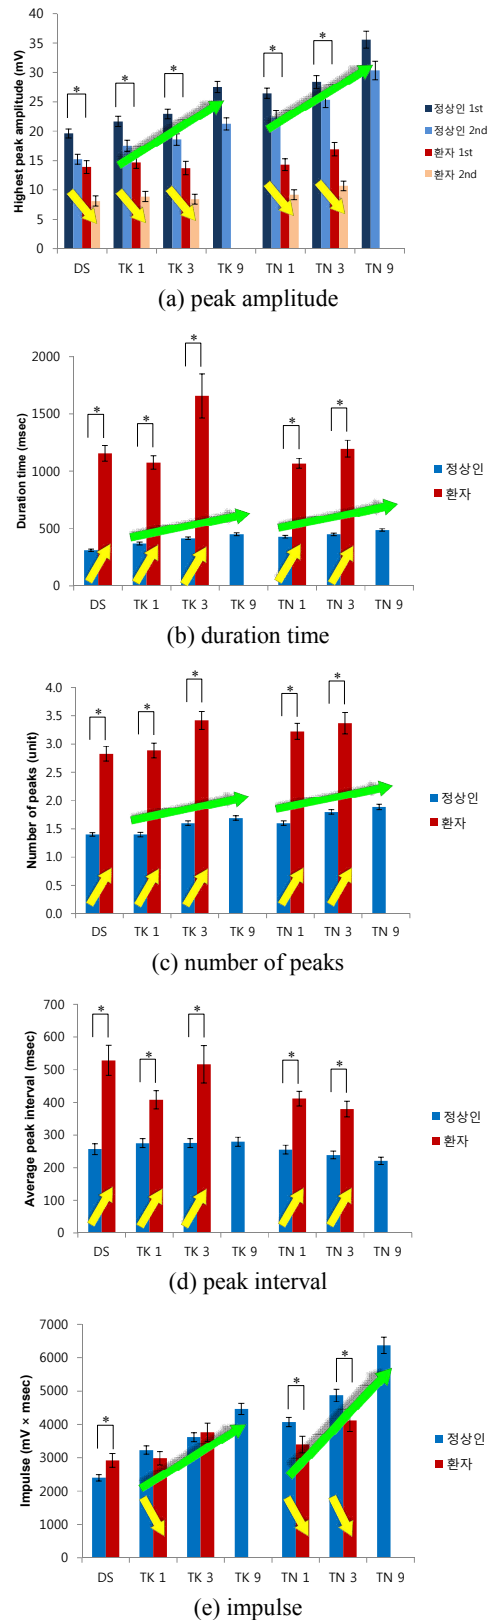 Highest peak amplitude (mV)
40
35
30
25
20
15
10
5
0
*
*
*
*
*
정상인 1st
정상인 2nd
환자 1st
환자 2nd
DS TK 1 TK 3 TK 9 TN 1 TN 3 TN 9
(a) peak amplitude
Duration time (msec)
2000
1500
1000
500
0
*
*
*
*
*
정상인
환자
DS TK 1 TK 3 TK 9 TN 1 TN 3 TN 9
(b) duration time
Number of peaks (unit)
4.0
3.5
3.0
2.5
2.0
1.5
1.0
0.5
0.0
*
*
*
*
*
정상인
환자
DS TK 1 TK 3 TK 9 TN 1 TN 3 TN 9
(c) number of peaks
Average peak interval (msec)
700
600
500
400
300
200
100
0
*
*
*
*
*
정상인
환자
DS TK 1 TK 3 TK 9 TN 1 TN 3 TN 9
(d) peak interval
Impulse (mV × msec)
7000
6000
5000
4000
3000
2000
1000
0
*
*
*
정상인
환자
DS TK 1 TK 3 TK 9 TN 1 TN 3 TN 9
(e) impulse